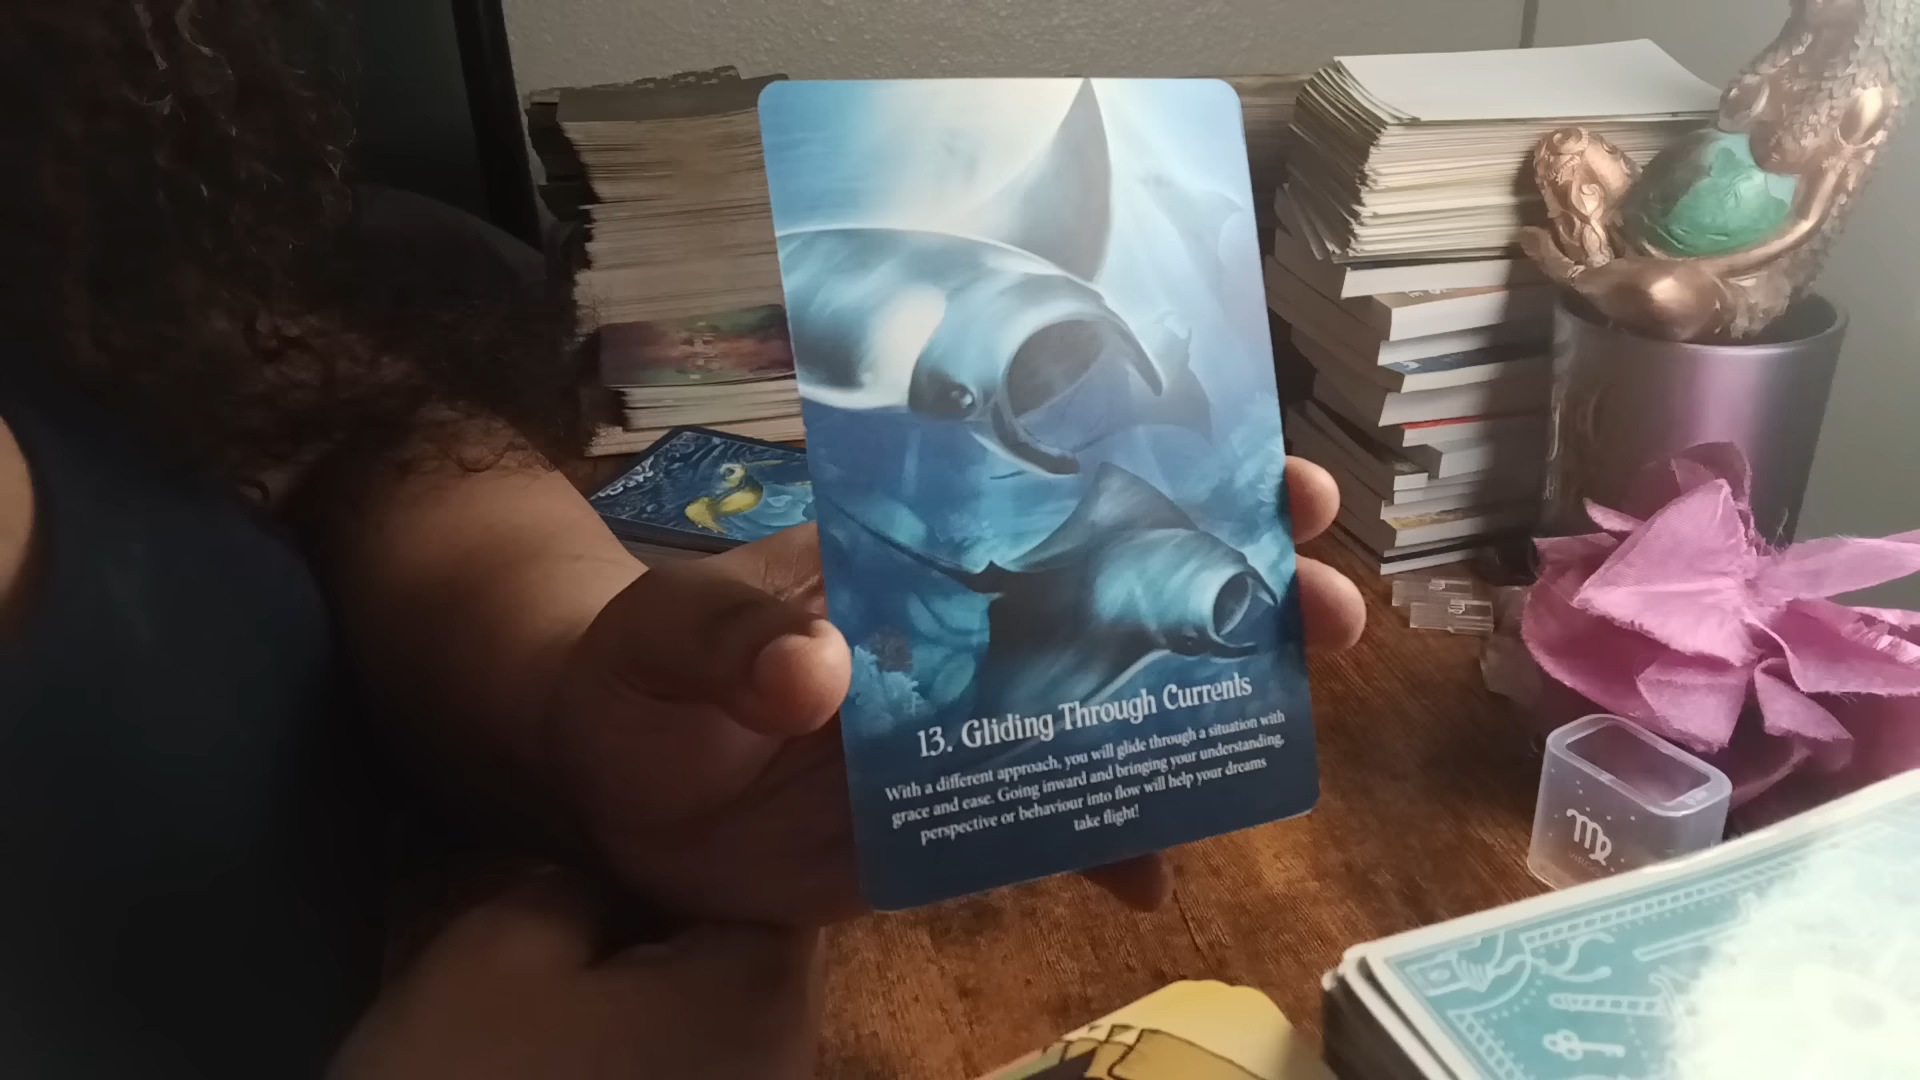 13. Gliding Through Currents
With a different approach, you will glide through a situation with
grace and ease. Going inward and bringing your understanding,
perspective or behaviour into flow will help your dreams
take flight!